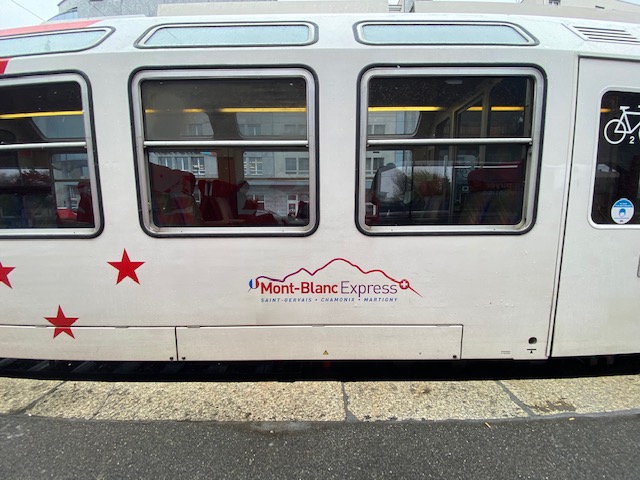 2
Mont-Blanc Express
SAINT-GERVAIS • CHAMONIX • MARTIGNY